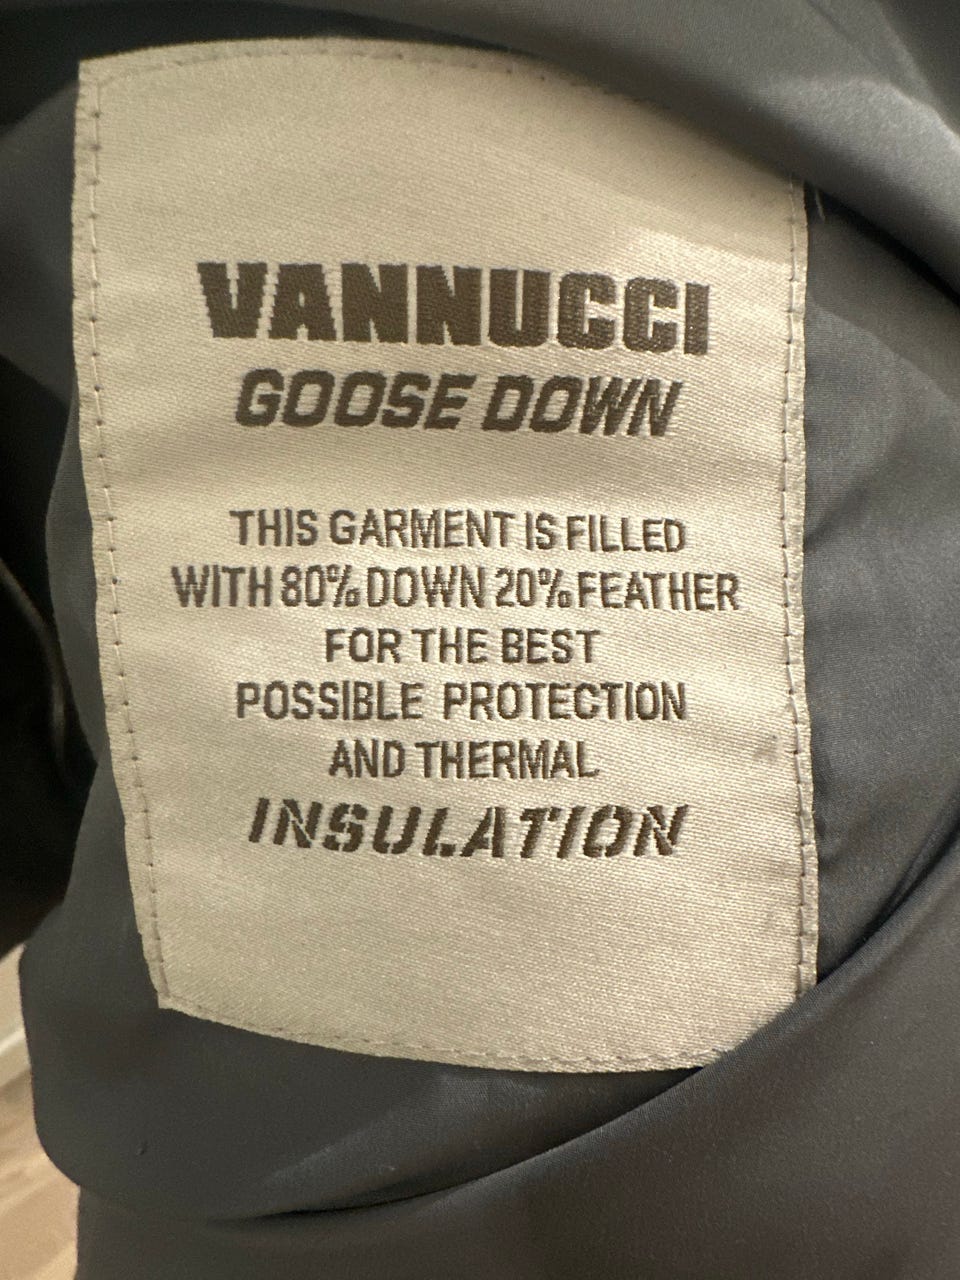 VANNUCCI
GOOSE DOWN
THIS GARMENT IS FILLED
WITH 80% DOWN 20% FEATHER
FOR THE BEST
POSSIBLE PROTECTION
AND THERMAL
INSULATION